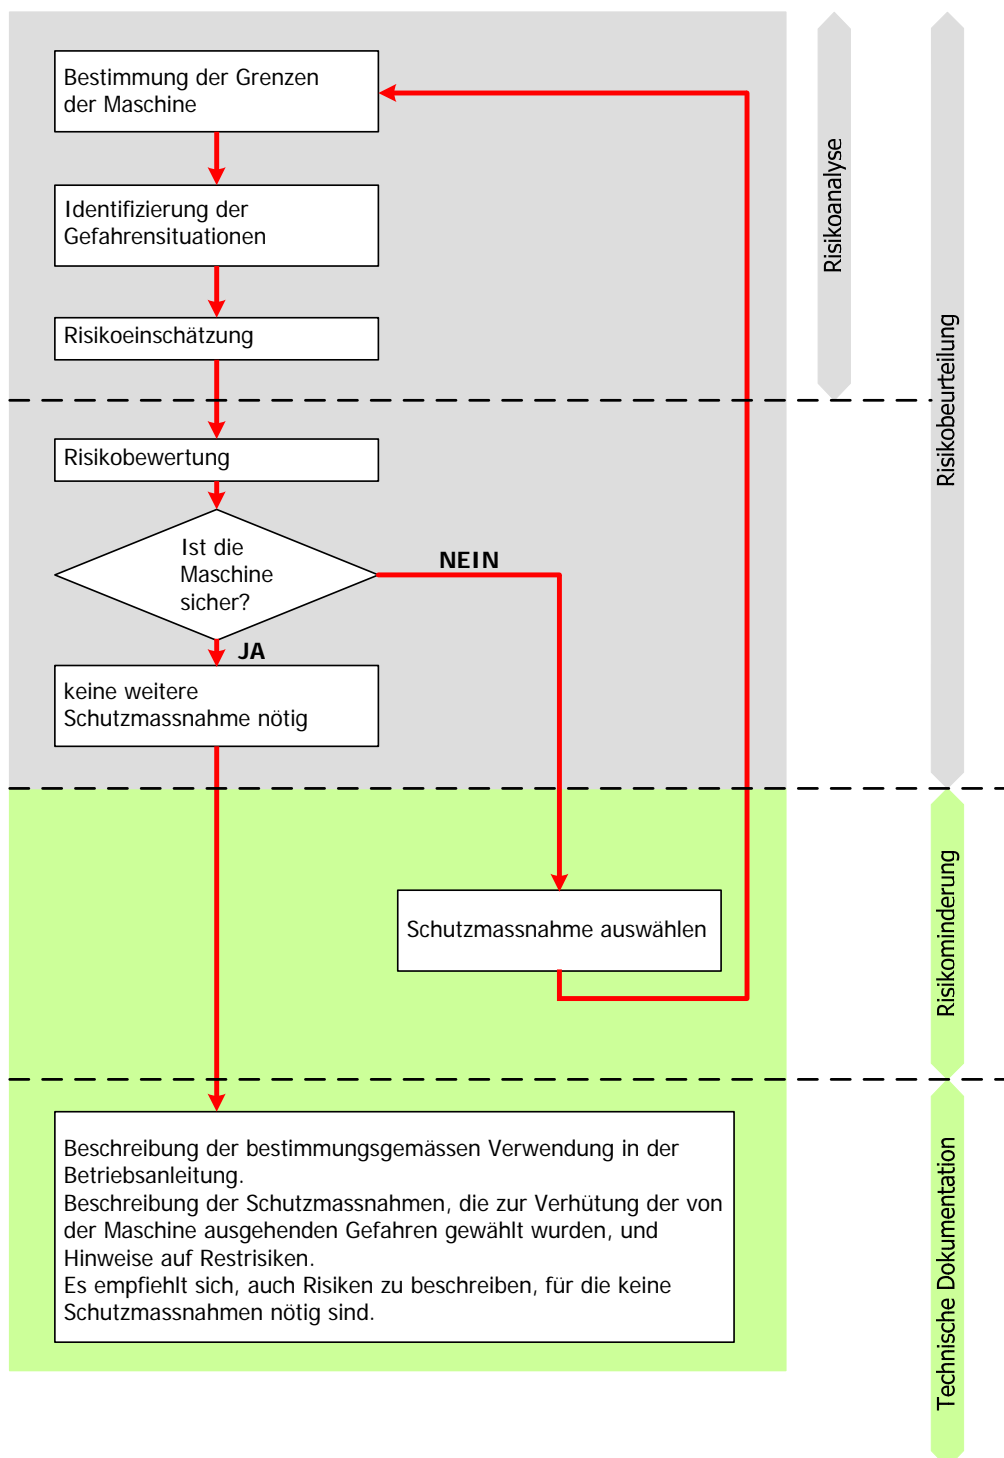 Bestimmung der Grenzen
der Maschine
Identifizierung der
Gefahrensituationen
Risikoeinschätzung
Risikobewertung
Ist die
Maschine
sicher?
NEIN
JA
keine weitere
Schutzmassnahme nötig
Schutzmassnahme auswählen
Beschreibung der bestimmungsgemässen Verwendung in der
Betriebsanleitung.
Beschreibung der Schutzmassnahmen, die zur Verhütung der von
der Maschine ausgehenden Gefahren gewählt wurden, und
Hinweise auf Restrisiken.
Es empfiehlt sich, auch Risiken zu beschreiben, für die keine
Schutzmassnahmen nötig sind.
Risikoanalyse
Risikobeurteilung
Risikominderung
Technische Dokumentation